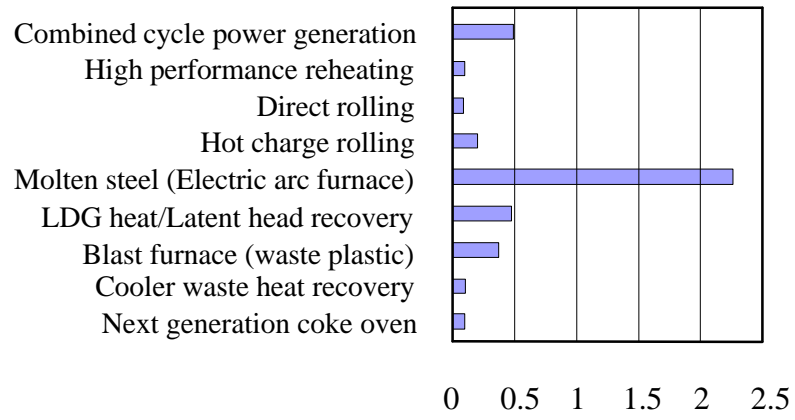 Combined cycle power generation
High performance reheating
Direct rolling
Hot charge rolling
Molten steel (Electric arc furnace)
LDG heat/Latent head recovery
Blast furnace (waste plastic)
Cooler waste heat recovery
Next generation coke oven
0 0.5 1 1.5 2 2.5